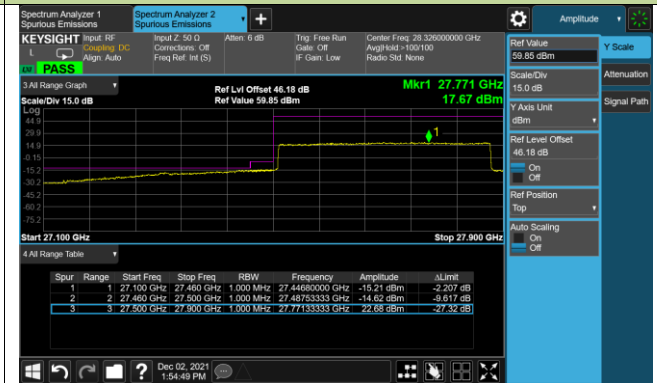 Spectrum Analyzer 1
Spurious Emissions
Spectrum Analyzer 2
Spurious Emissions
Amplitude
KEYSIGHT
L
PASS
Input: RF
Coupling: DC
Align: Auto
Input Z: 50 Ω
Corrections: Off
Freq Ref: Int (S)
Atten: 6 dB
Trig: Free Run
Gate: Off
IF Gain: Low
Center Freq: 28.326000000 GHz
Avg|Hold:>100/100
Radio Std: None
3 All Range Graph
Scale/Div 15.0 dB
Ref Lvl Offset 46.18 dB
Ref Value 59.85 dBm
Mkr1 27.771 GHz
17.67 dBm
Log
44.9
29.9
14.9
-0.15
-15.2
-30.2
-45.2
-60.2
-75.2
1
Start 27.100 GHz
Stop 27.900 GHz
4 All Range Table
Spur Range Start Freq Stop Freq RBW Frequency Amplitude ΔLimit
1 1 27.100 GHz 27.460 GHz 1.000 MHz 27.44680000 GHz -15.21 dBm -2.207 dB
2 2 27.460 GHz 27.500 GHz 1.000 MHz 27.48753333 GHz -14.62 dBm -9.617 dB
3 3 27.500 GHz 27.900 GHz 1.000 MHz 27.77133333 GHz 22.68 dBm -27.32 dB
Ref Value
59.85 dBm
Scale/Div
15.0 dB
Y Axis Unit
dBm
Ref Level Offset
46.18 dB
On
Off
Ref Position
Top
Auto Scaling
On
Off
Y Scale
Attenuation
Signal Path
Dec 02, 2021
1:54:49 PM